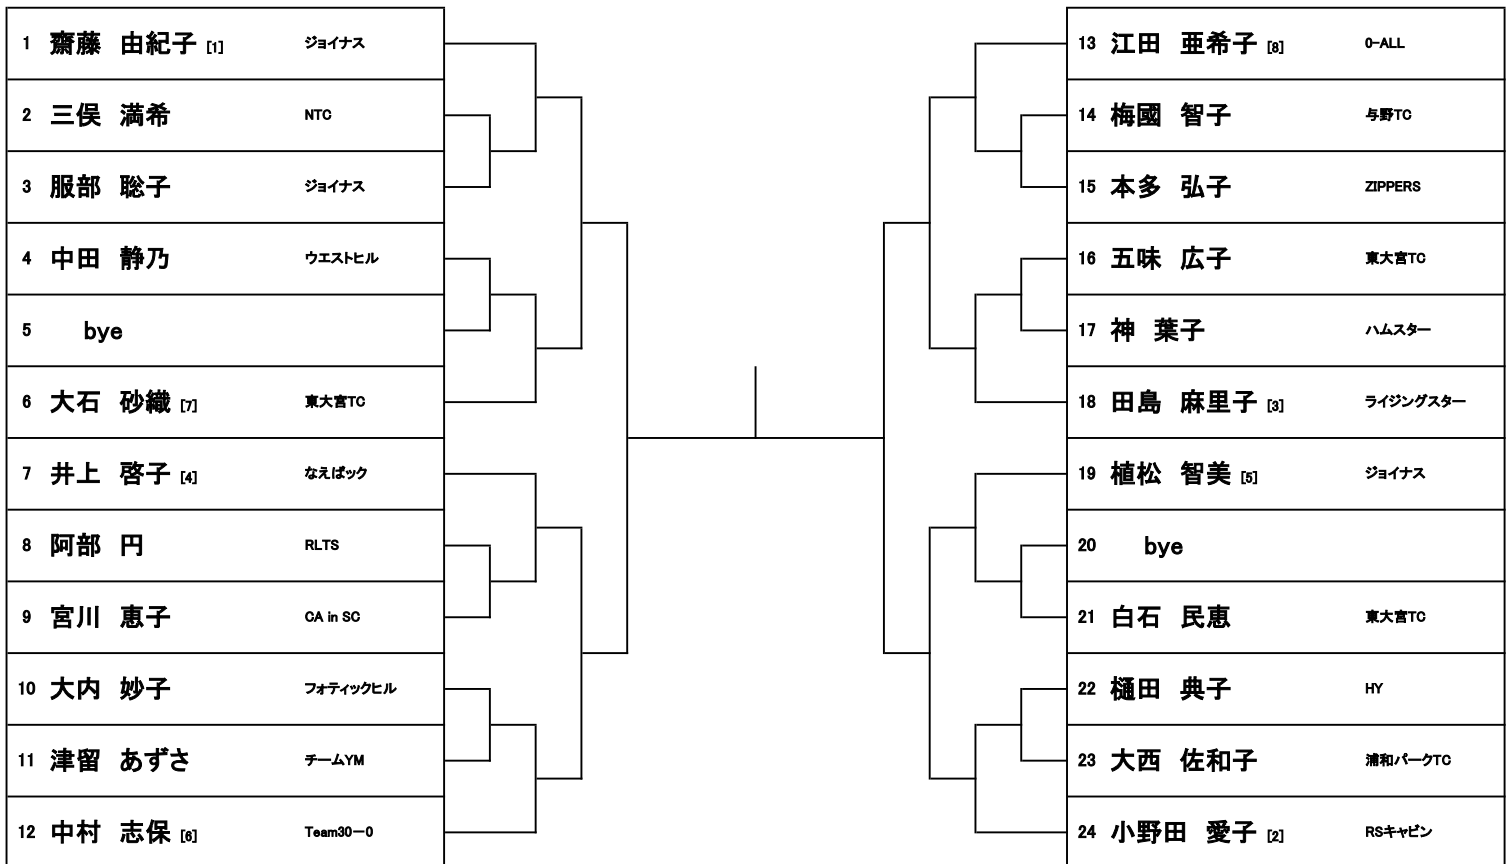 1 齋藤 由紀子 [1] ジョイナス
2 三俣 満希 NTC
3 服部 聡子 ジョイナス
4 中田 静乃 ウエストヒル
5 bye
6 大石 砂織 [7] 東大宮TC
7 井上 啓子 [4] なえばック
8 阿部 円 RLTS
9 宮川 恵子 CA in SC
10 大内 妙子 フォティックヒル
11 津留 あずさ チームYM
12 中村 志保 [6] Team30－0
13 江田 亜希子 [8] 0-ALL
14 梅國 智子 与野TC
15 本多 弘子 ZIPPERS
16 五味 広子 東大宮TC
17 神 葉子 ハムスター
18 田島 麻里子 [3] ライジングスター
19 植松 智美 [5] ジョイナス
20 bye
21 白石 民恵 東大宮TC
22 樋田 典子 HY
23 大西 佐和子 浦和パークTC
24 小野田 愛子 [2] RSキャビン